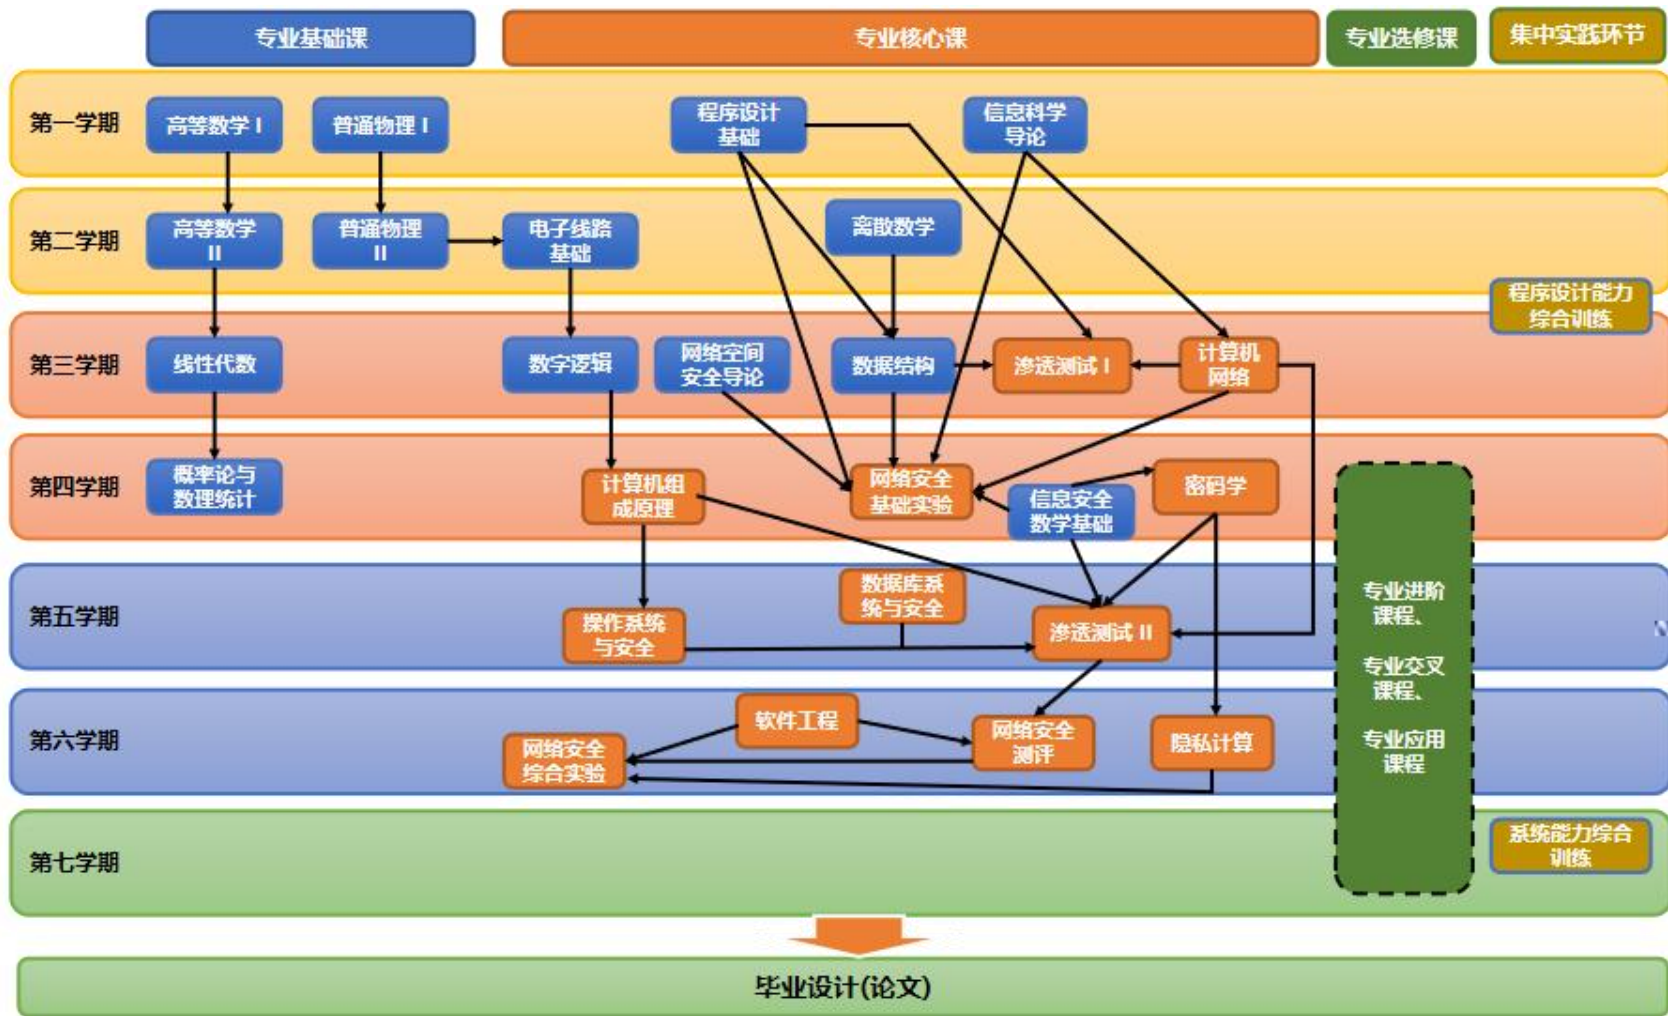 专业基础课
专业核心课
专业选修课
集中实践环节
第一学期
高等数学 I
普通物理 I
程序设计
基础
信息科学
导论
第二学期
高等数学
II
普通物理
II
电子线路
基础
离散数学
程序设计能力
综合训练
第三学期
线性代数
数字逻辑
网络空间
安全导论
数据结构
渗透测试 I
计算机
网络
第四学期
概率论与
数理统计
计算机组
成原理
网络安全
基础实验
信息安全
数学基础
密码学
第五学期
操作系统
与安全
数据库系
统与安全
渗透测试 II
专业进阶
课程、
专业交叉
课程、
专业应用
课程
第六学期
网络安全
综合实验
软件工程
网络安全
测评
隐私计算
第七学期
系统能力综合
训练
毕业设计(论文)